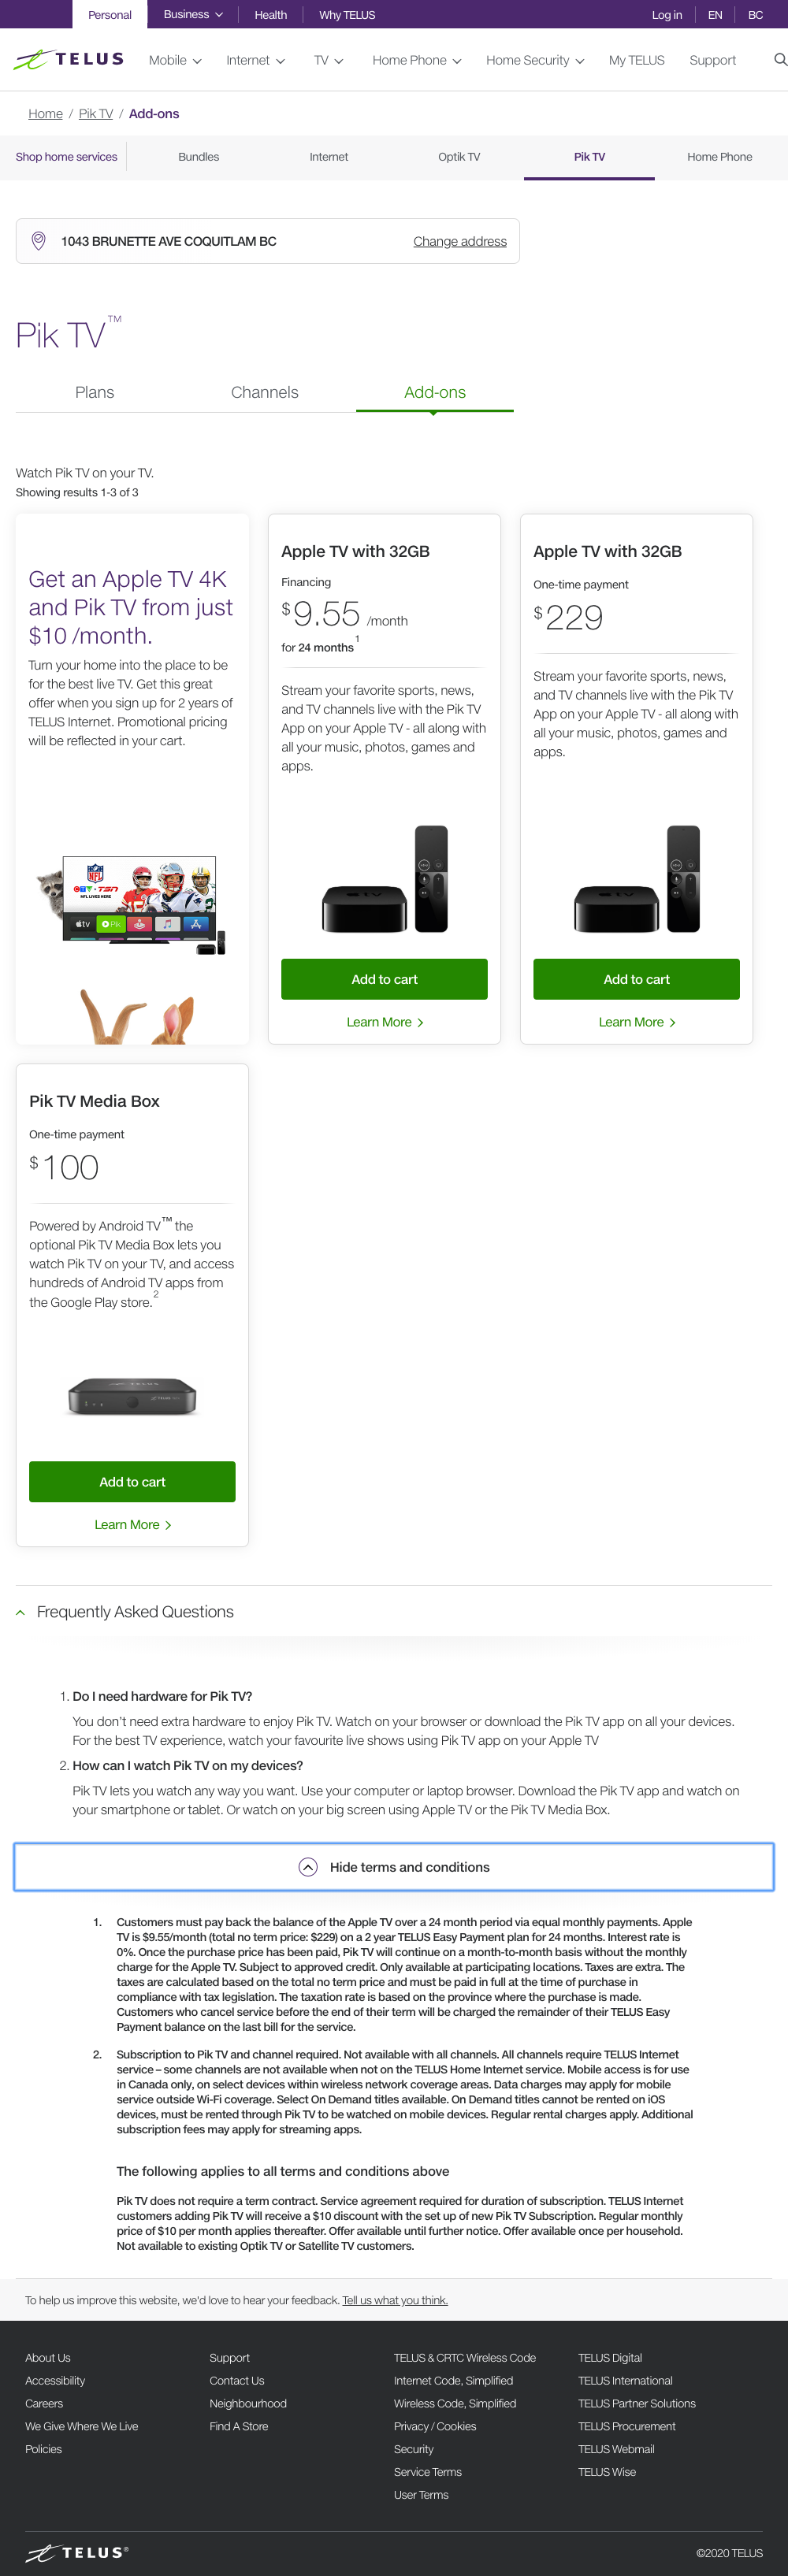 Personal Business Health Why TELUS Log in EN BC
TELUS Mobile Internet TV Home Phone Home Security My TELUS Support
Home / Pik TV / Add-ons
Shop home services Bundles Internet Optik TV Pik TV Home Phone
1043 BRUNETTE AVE COQUITLAM BC Change address
Pik TV™
Plans Channels Add-ons
Watch Pik TV on your TV.
Showing results 1-3 of 3
Get an Apple TV 4K
and Pik TV from just
$10 /month.
Turn your home into the place to be
for the best live TV. Get this great
offer when you sign up for 2 years of
TELUS Internet. Promotional pricing
will be reflected in your cart.
NFL
CTV TSN
NFL LIVES HERE
tv Pik
Apple TV with 32GB
Financing
$9.55 /month
for 24 months1
Stream your favorite sports, news,
and TV channels live with the Pik TV
App on your Apple TV - all along with
all your music, photos, games and
apps.
Add to cart
Learn More
Apple TV with 32GB
One-time payment
$229
Stream your favorite sports, news,
and TV channels live with the Pik TV
App on your Apple TV - all along with
all your music, photos, games and
apps.
Add to cart
Learn More
Pik TV Media Box
One-time payment
$100
Powered by Android TV™ the
optional Pik TV Media Box lets you
watch Pik TV on your TV, and access
hundreds of Android TV apps from
the Google Play store.2
TELUS
Add to cart
Learn More
Frequently Asked Questions
1. Do I need hardware for Pik TV?
You don't need extra hardware to enjoy Pik TV. Watch on your browser or download the Pik TV app on all your devices.
For the best TV experience, watch your favourite live shows using Pik TV app on your Apple TV
2. How can I watch Pik TV on my devices?
Pik TV lets you watch any way you want. Use your computer or laptop browser. Download the Pik TV app and watch on
your smartphone or tablet. Or watch on your big screen using Apple TV or the Pik TV Media Box.
Hide terms and conditions
1. Customers must pay back the balance of the Apple TV over a 24 month period via equal monthly payments. Apple
TV is $9.55/month (total no term price: $229) on a 2 year TELUS Easy Payment plan for 24 months. Interest rate is
0%. Once the purchase price has been paid, Pik TV will continue on a month-to-month basis without the monthly
charge for the Apple TV. Subject to approved credit. Only available at participating locations. Taxes are extra. The
taxes are calculated based on the total no term price and must be paid in full at the time of purchase in
compliance with tax legislation. The taxation rate is based on the province where the purchase is made.
Customers who cancel service before the end of their term will be charged the remainder of their TELUS Easy
Payment balance on the last bill for the service.
2. Subscription to Pik TV and channel required. Not available with all channels. All channels require TELUS Internet
service – some channels are not available when not on the TELUS Home Internet service. Mobile access is for use
in Canada only, on select devices within wireless network coverage areas. Data charges may apply for mobile
service outside Wi-Fi coverage. Select On Demand titles available. On Demand titles cannot be rented on iOS
devices, must be rented through Pik TV to be watched on mobile devices. Regular rental charges apply. Additional
subscription fees may apply for streaming apps.
The following applies to all terms and conditions above
Pik TV does not require a term contract. Service agreement required for duration of subscription. TELUS Internet
customers adding Pik TV will receive a $10 discount with the set up of new Pik TV Subscription. Regular monthly
price of $10 per month applies thereafter. Offer available until further notice. Offer available once per household.
Not available to existing Optik TV or Satellite TV customers.
To help us improve this website, we'd love to hear your feedback. Tell us what you think.
About Us Support TELUS & CRTC Wireless Code TELUS Digital
Accessibility Contact Us Internet Code, Simplified TELUS International
Careers Neighbourhood Wireless Code, Simplified TELUS Partner Solutions
We Give Where We Live Find A Store Privacy / Cookies TELUS Procurement
Policies Security TELUS Webmail
Service Terms TELUS Wise
User Terms
TELUS® ©2020 TELUS